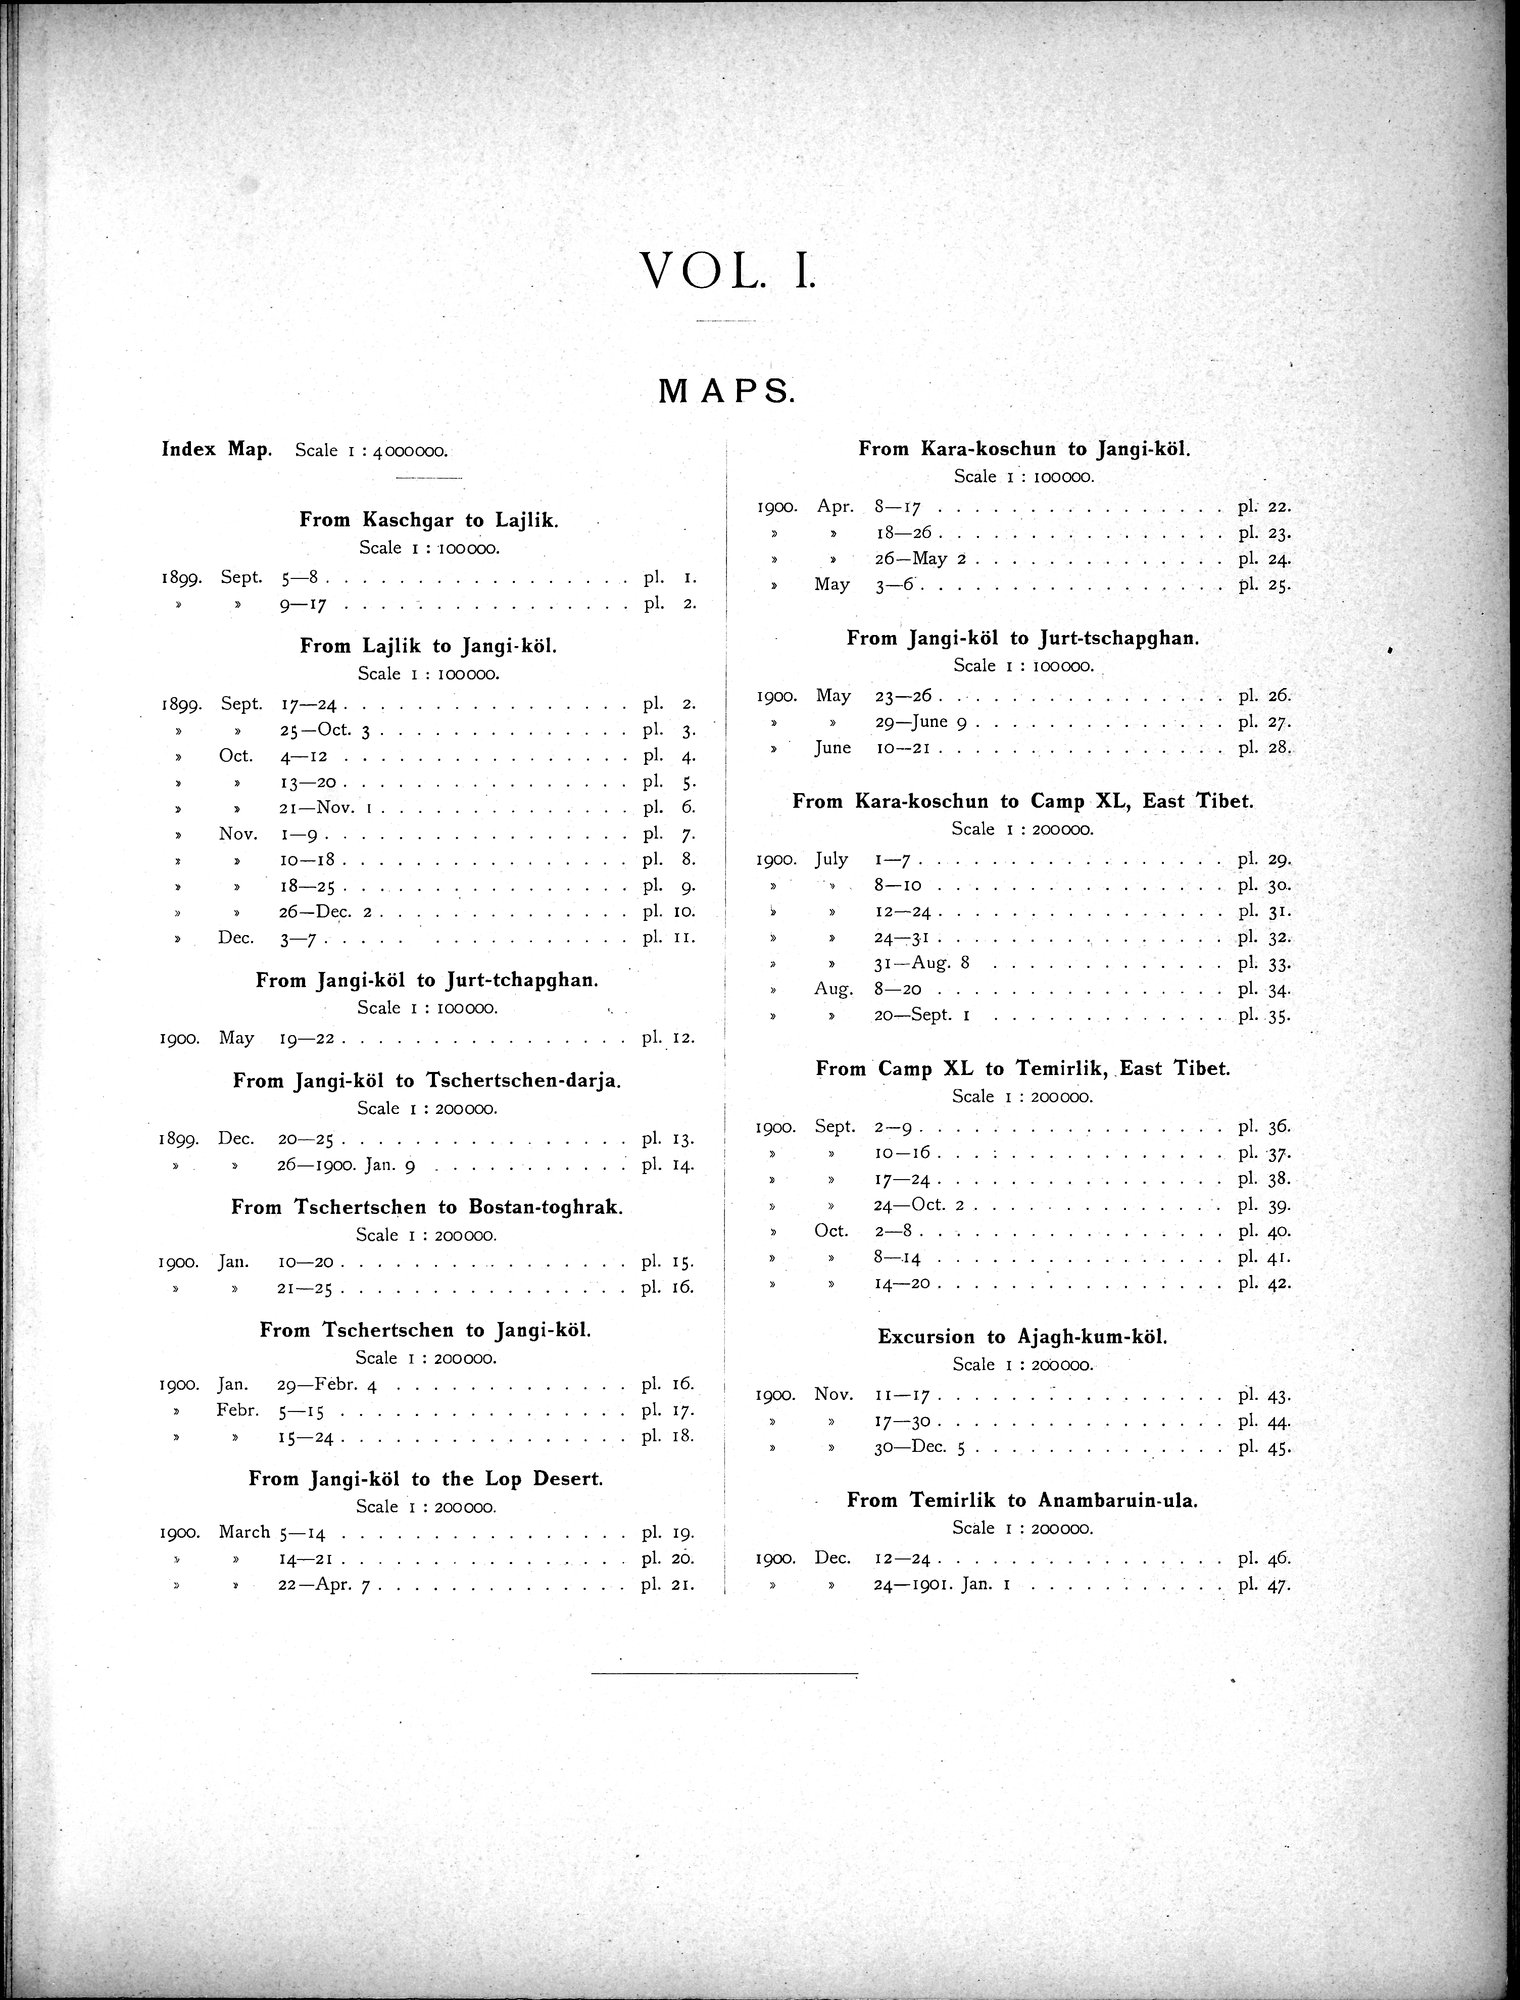 VOL. I.
MAPS.
Index Map. Scale 1 : 4000000.
From Kaschgar to Lajlik.
Scale 1 : 100000.
1899. Sept. 5—8 . . . . . . . . . . . . . . . . . pl. 1.
» » 9—17 . . . . . . . . . . . . . . . . pl. 2.
From Lajlik to Jangi-köl.
Scale 1 : 100000.
1899. Sept. 17—24 . . . . . . . . . . . . . . . . pl. 2.
» » 25—Oct. 3 . . . . . . . . . . . . . . pl. 3.
» Oct. 4—12 . . . . . . . . . . . . . . . . pl. 4.
» » 13—20 . . . . . . . . . . . . . . . . pl. 5.
» » 21—Nov. 1 . . . . . . . . . . . . . . pl. 6.
» Nov. 1—9 . . . . . . . . . . . . . . . . . pl. 7.
» » 10—18 . . . . . . . . . . . . . . . . pl. 8.
» » 18—25 . . . . . . . . . . . . . . . . pl. 9.
» » 26—Dec. 2 . . . . . . . . . . . . . . pl. 10.
» Dec. 3—7 . . . . . . . . . . . . . . . . pl. 11.
From Jangi-köl to Jurt-tchapghan.
Scale 1 : 100000.
1900. May 19—22 . . . . . . . . . . . . . . . . pl. 12.
From Jangi-köl to Tschertschen-darja.
Scale 1 : 200000.
1899. Dec. 20—25 . . . . . . . . . . . . . . . . pl. 13.
» » 26—1900. Jan. 9 . . . . . . . . . . . pl. 14.
From Tschertschen to Bostan-toghrak.
Scale 1 : 200000.
1900. Jan. 10—20 . . . . . . . . . . . . . . . . pl. 15.
» » 21—25 . . . . . . . . . . . . . . . . pl. 16.
From Tschertschen to Jangi-köl.
Scale 1 : 200000.
1900. Jan. 29—Febr. 4 . . . . . . . . . . . . . pl. 16.
» Febr. 5—15 . . . . . . . . . . . . . . . . pl. 17.
» » 15—24 . . . . . . . . . . . . . . . . pl. 18.
From Jangi-köl to the Lop Desert.
Scale 1 : 200000.
1900. March 5—14 . . . . . . . . . . . . . . . . pl. 19.
» » 14—21 . . . . . . . . . . . . . . . . pl. 20.
» » 22—Apr. 7 . . . . . . . . . . . . . . pl. 21.
From Kara-koschun to Jangi-köl.
Scale 1 : 100000.
1900. Apr. 8—17 . . . . . . . . . . . . . . . . pl. 22.
» » 18—26 . . . . . . . . . . . . . . . . pl. 23.
» » 26—May 2 . . . . . . . . . . . . . . pl. 24.
» May 3—6 . . . . . . . . . . . . . . . . . pl. 25.
From Jangi-köl to Jurt-tschapghan.
Scale 1 : 100000.
1900. May 23—26 . . . . . . . . . . . . . . . . pl. 26.
» » 29—June 9 . . . . . . . . . . . . . . pl. 27.
» June 10—21 . . . . . . . . . . . . . . . . pl. 28.
From Kara-koschun to Camp XL, East Tibet.
Scale 1 : 200000.
1900. July 1—7 . . . . . . . . . . . . . . . . . pl. 29.
» » 8—10 . . . . . . . . . . . . . . . . pl. 30.
» » 12—24 . . . . . . . . . . . . . . . . pl. 31.
» » 24—31 . . . . . . . . . . . . . . . . pl. 32.
» » 31—Aug. 8 . . . . . . . . . . . . . pl. 33.
» Aug. 8—20 . . . . . . . . . . . . . . . . pl. 34.
» » 20—Sept. 1 . . . . . . . . . . . . . pl. 35.
From Camp XL to Temirlik, East Tibet.
Scale 1 : 200000.
1900. Sept. 2—9 . . . . . . . . . . . . . . . . . pl. 36.
» » 10—16 . . . . . . . . . . . . . . . . pl. 37.
» » 17—24 . . . . . . . . . . . . . . . . pl. 38.
» » 24—Oct. 2 . . . . . . . . . . . . . . pl. 39.
» Oct. 2—8 . . . . . . . . . . . . . . . . . pl. 40.
» » 8—14 . . . . . . . . . . . . . . . . pl. 41.
» » 14—20 . . . . . . . . . . . . . . . . pl. 42.
Excursion to Ajagh-kum-köl.
Scale 1 : 200000.
1900. Nov. 11—17 . . . . . . . . . . . . . . . . pl. 43.
» » 17—30 . . . . . . . . . . . . . . . . pl. 44.
» » 30—Dec. 5 . . . . . . . . . . . . . . pl. 45.
From Temirlik to Anambaruin-ula.
Scale 1 : 200000.
1900. Dec. 12—24 . . . . . . . . . . . . . . . . pl. 46.
» » 24—1901. Jan. 1 . . . . . . . . . . . pl. 47.